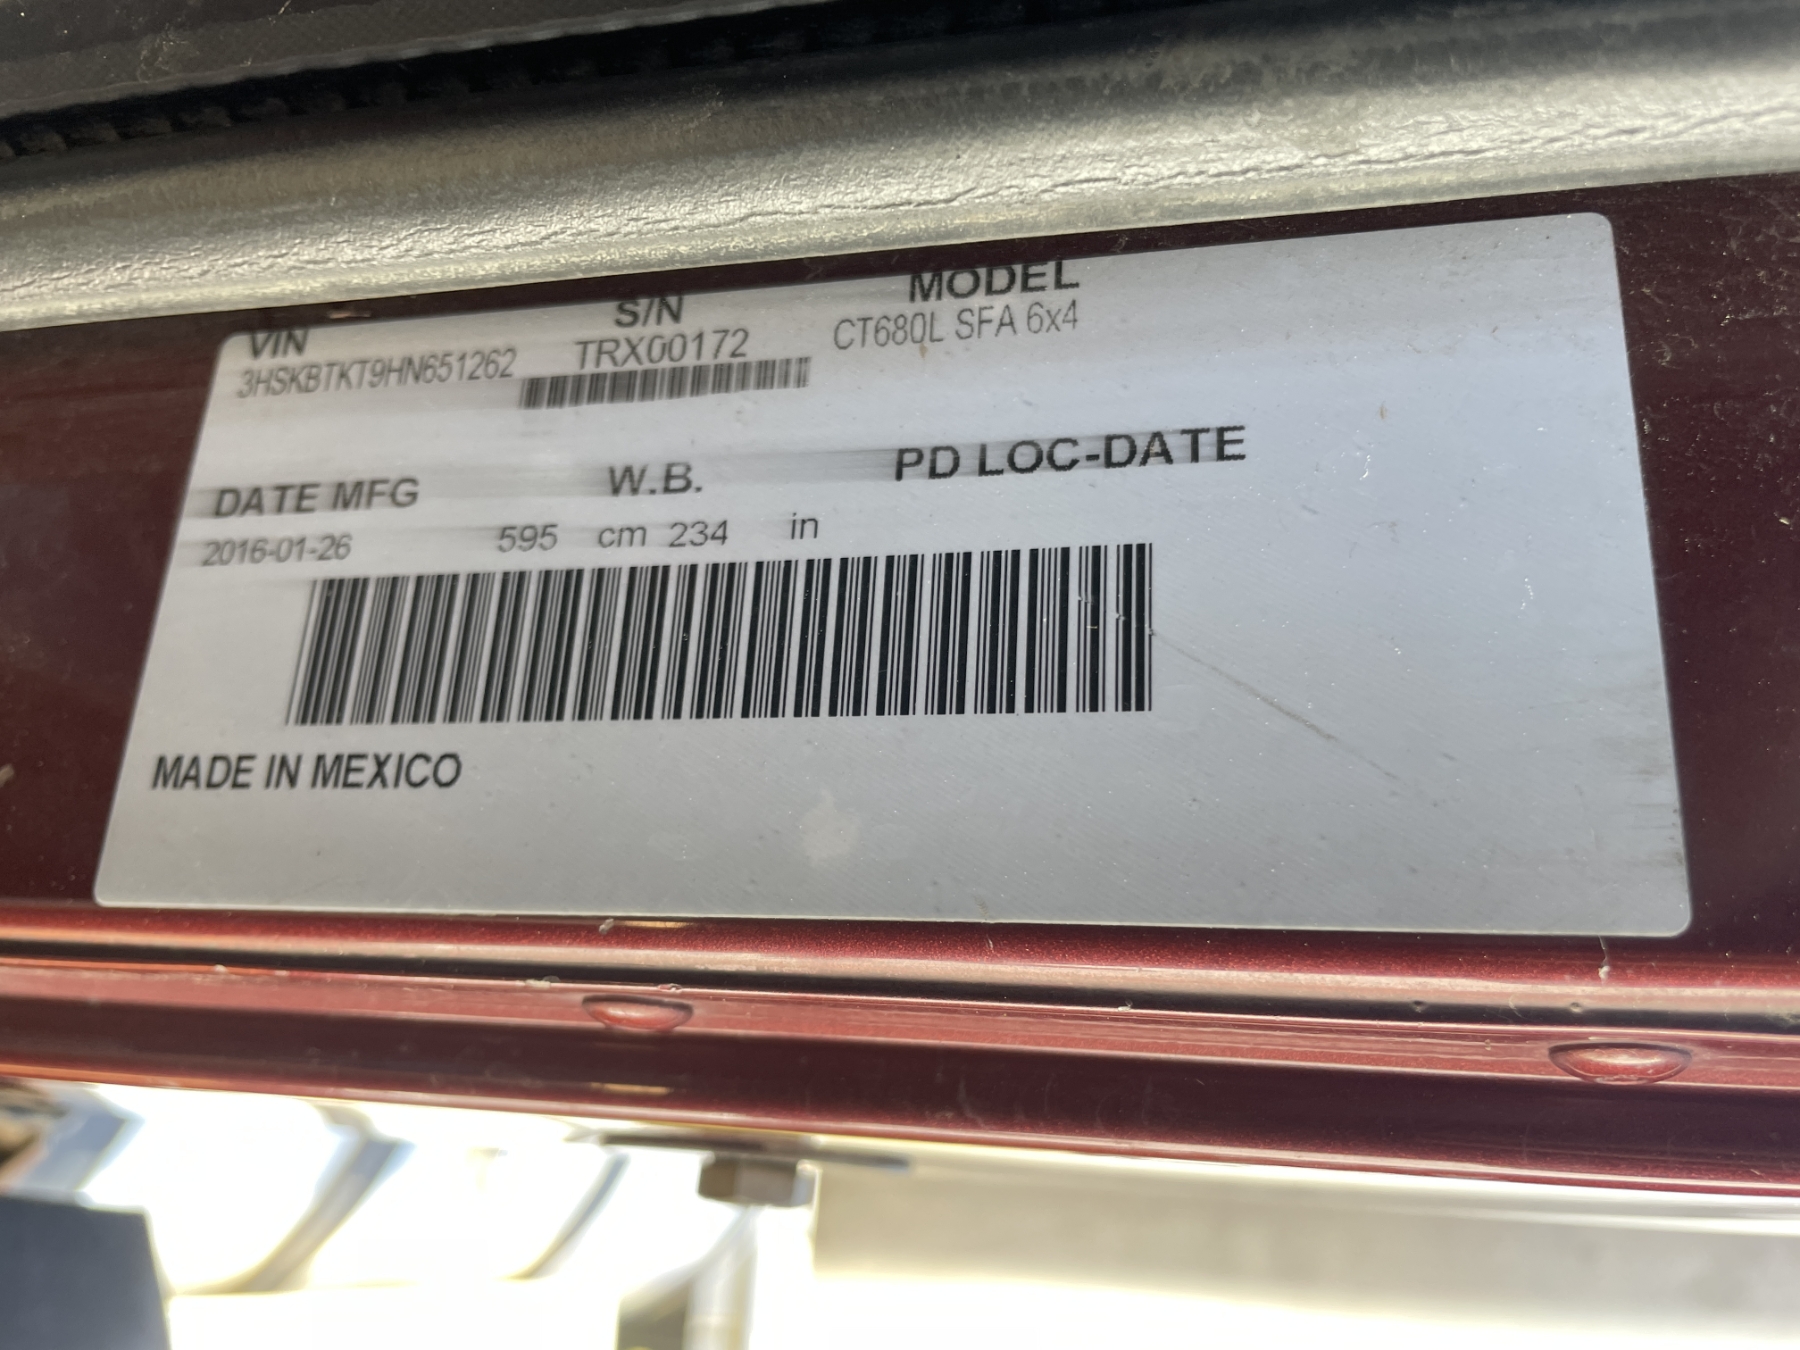 VIN S/N MODEL
3HSKBTKT9HN651262 TRX00172 CT680L SFA 6x4
DATE MFG W.B. PD LOC-DATE
2016-01-26 595 cm 234 in
MADE IN MEXICO